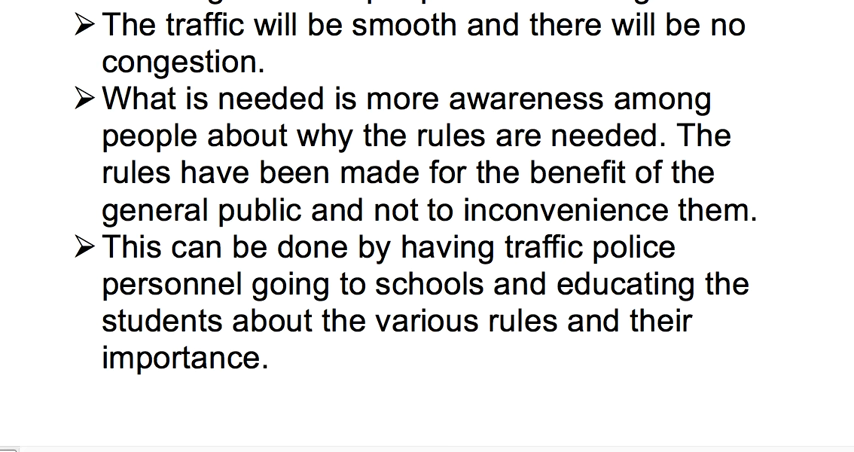 ➢ The traffic will be smooth and there will be no
congestion.
➢ What is needed is more awareness among
people about why the rules are needed. The
rules have been made for the benefit of the
general public and not to inconvenience them.
➢ This can be done by having traffic police
personnel going to schools and educating the
students about the various rules and their
importance.